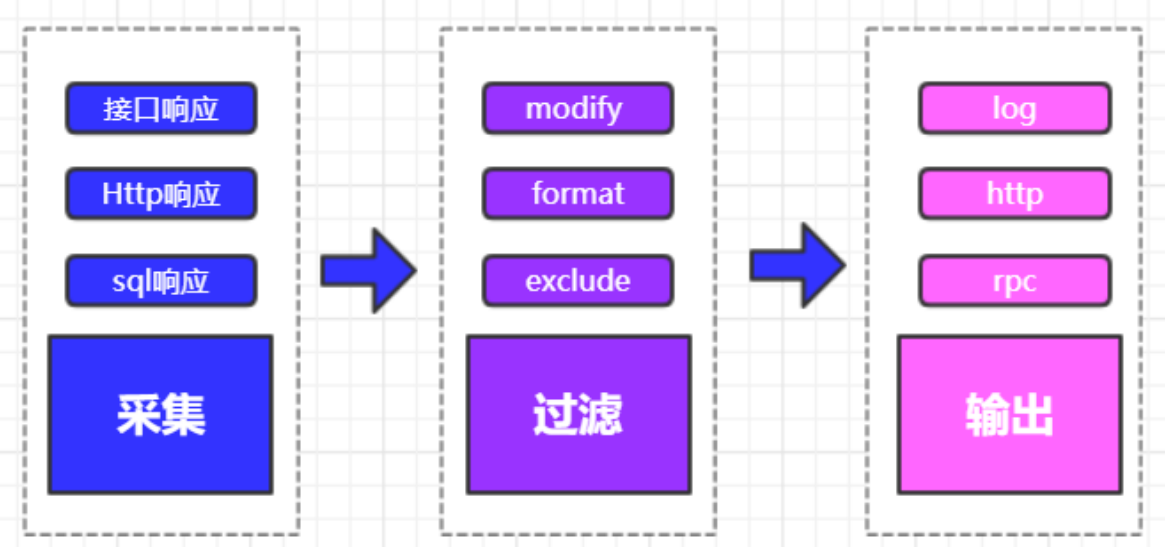 接口响应
Http响应
sql响应
采集
modify
format
exclude
过滤
log
http
rpc
输出